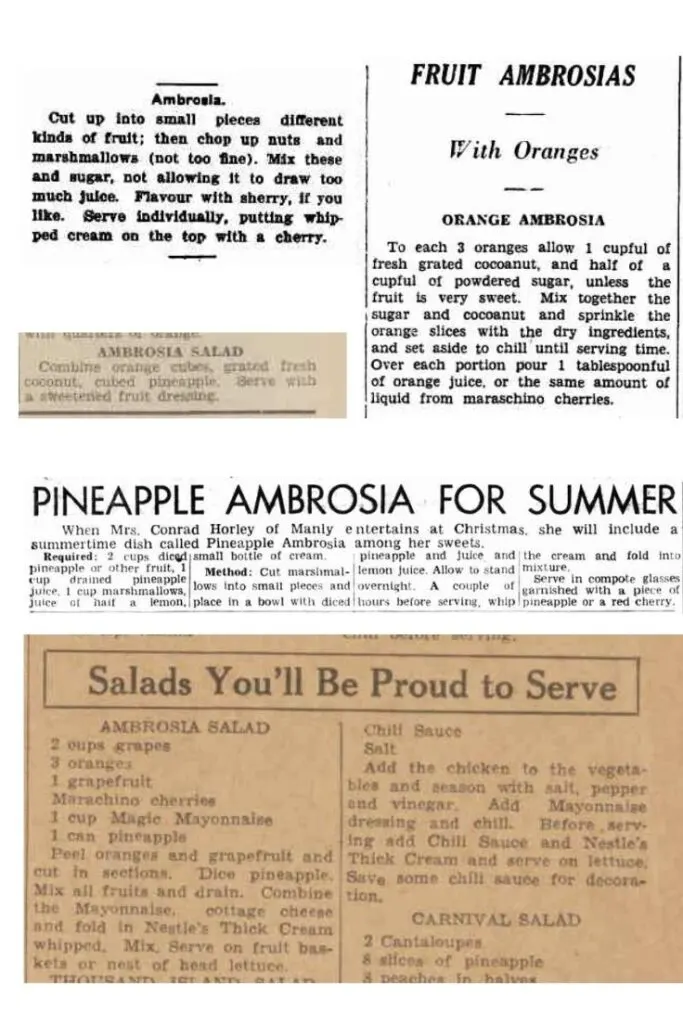 Ambrosia.
Cut up into small pieces different
kinds of fruit; then chop up nuts and
marshmallows (not too fine). Mix these
and sugar, not allowing it to draw too
much juice. Flavour with sherry, if you
like. Serve individually, putting whip-
ped cream on the top with a cherry.
FRUIT AMBROSIAS
With Oranges
ORANGE AMBROSIA
To each 3 oranges allow 1 cupful of
fresh grated cocoanut, and half of a
cupful of powdered sugar, unless the
fruit is very sweet. Mix together the
sugar and cocoanut and sprinkle the
orange slices with the dry ingredients,
and set aside to chill until serving time.
Over each portion pour 1 tablespoonful
of orange juice, or the same amount of
liquid from maraschino cherries.
with quarters of orange.
AMBROSIA SALAD
Combine orange cubes, grated fresh
coconut, cubed pineapple. Serve with
a sweetened fruit dressing.
PINEAPPLE AMBROSIA FOR SUMMER
When Mrs. Conrad Horley of Manly entertains at Christmas, she will include a
summertime dish called Pineapple Ambrosia among her sweets.
Required: 2 cups diced
pineapple or other fruit, 1
cup drained pineapple
juice, 1 cup marshmallows,
juice of half a lemon,
small bottle of cream.
Method: Cut marshmal-
lows into small pieces and
place in a bowl with diced
pineapple and juice and
lemon juice. Allow to stand
overnight. A couple of
hours before serving, whip
the cream and fold into
mixture.
Serve in compote glasses
garnished with a piece of
pineapple or a red cherry.
Chill before serving.
Salads You'll Be Proud to Serve
AMBROSIA SALAD
2 cups grapes
3 oranges
1 grapefruit
Marachino cherries
1 cup Magic Mayonnaise
1 can pineapple
Peel oranges and grapefruit and
cut in sections. Dice pineapple.
Mix all fruits and drain. Combine
the Mayonnaise, cottage cheese
and fold in Nestle's Thick Cream
whipped. Mix. Serve on fruit bas-
kets or nest of head lettuce.
THOUSAND ISLAND SALAD
Chili Sauce
Salt
Add the chicken to the vegeta-
bles and season with salt, pepper
and vinegar. Add Mayonnaise
dressing and chill. Before serv-
ing add Chili Sauce and Nestle's
Thick Cream and serve on lettuce.
Save some chili sauce for decora-
tion.
CARNIVAL SALAD
2 Cantaloupes
8 slices of pineapple
8 peaches in halves